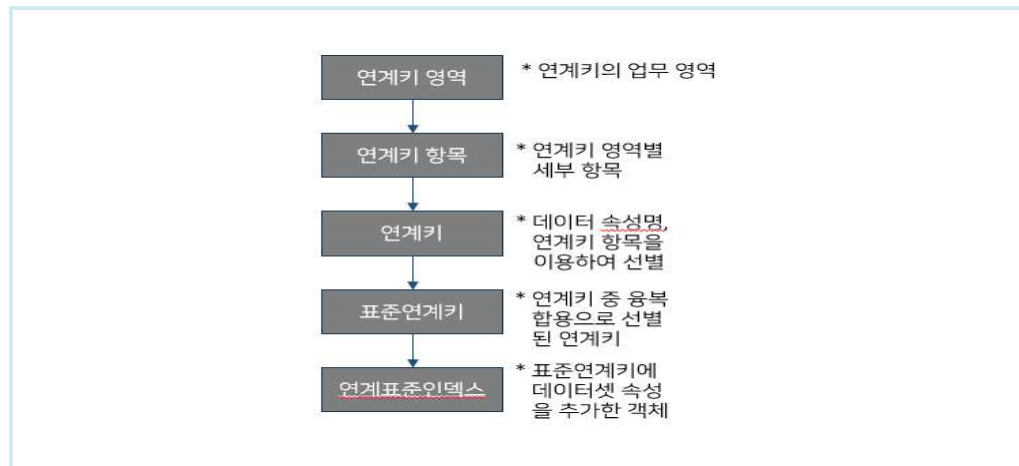 연계키 영역
* 연계키의 업무 영역
연계키 항목
* 연계키 영역별
세부 항목
연계키
* 데이터 속성명,
연계키 항목을
이용하여 선별
표준연계키
* 연계키 중 융복
합용으로 선별
된 연계키
연계표준인덱스
* 표준연계키에
데이터셋 속성
을 추가한 객체